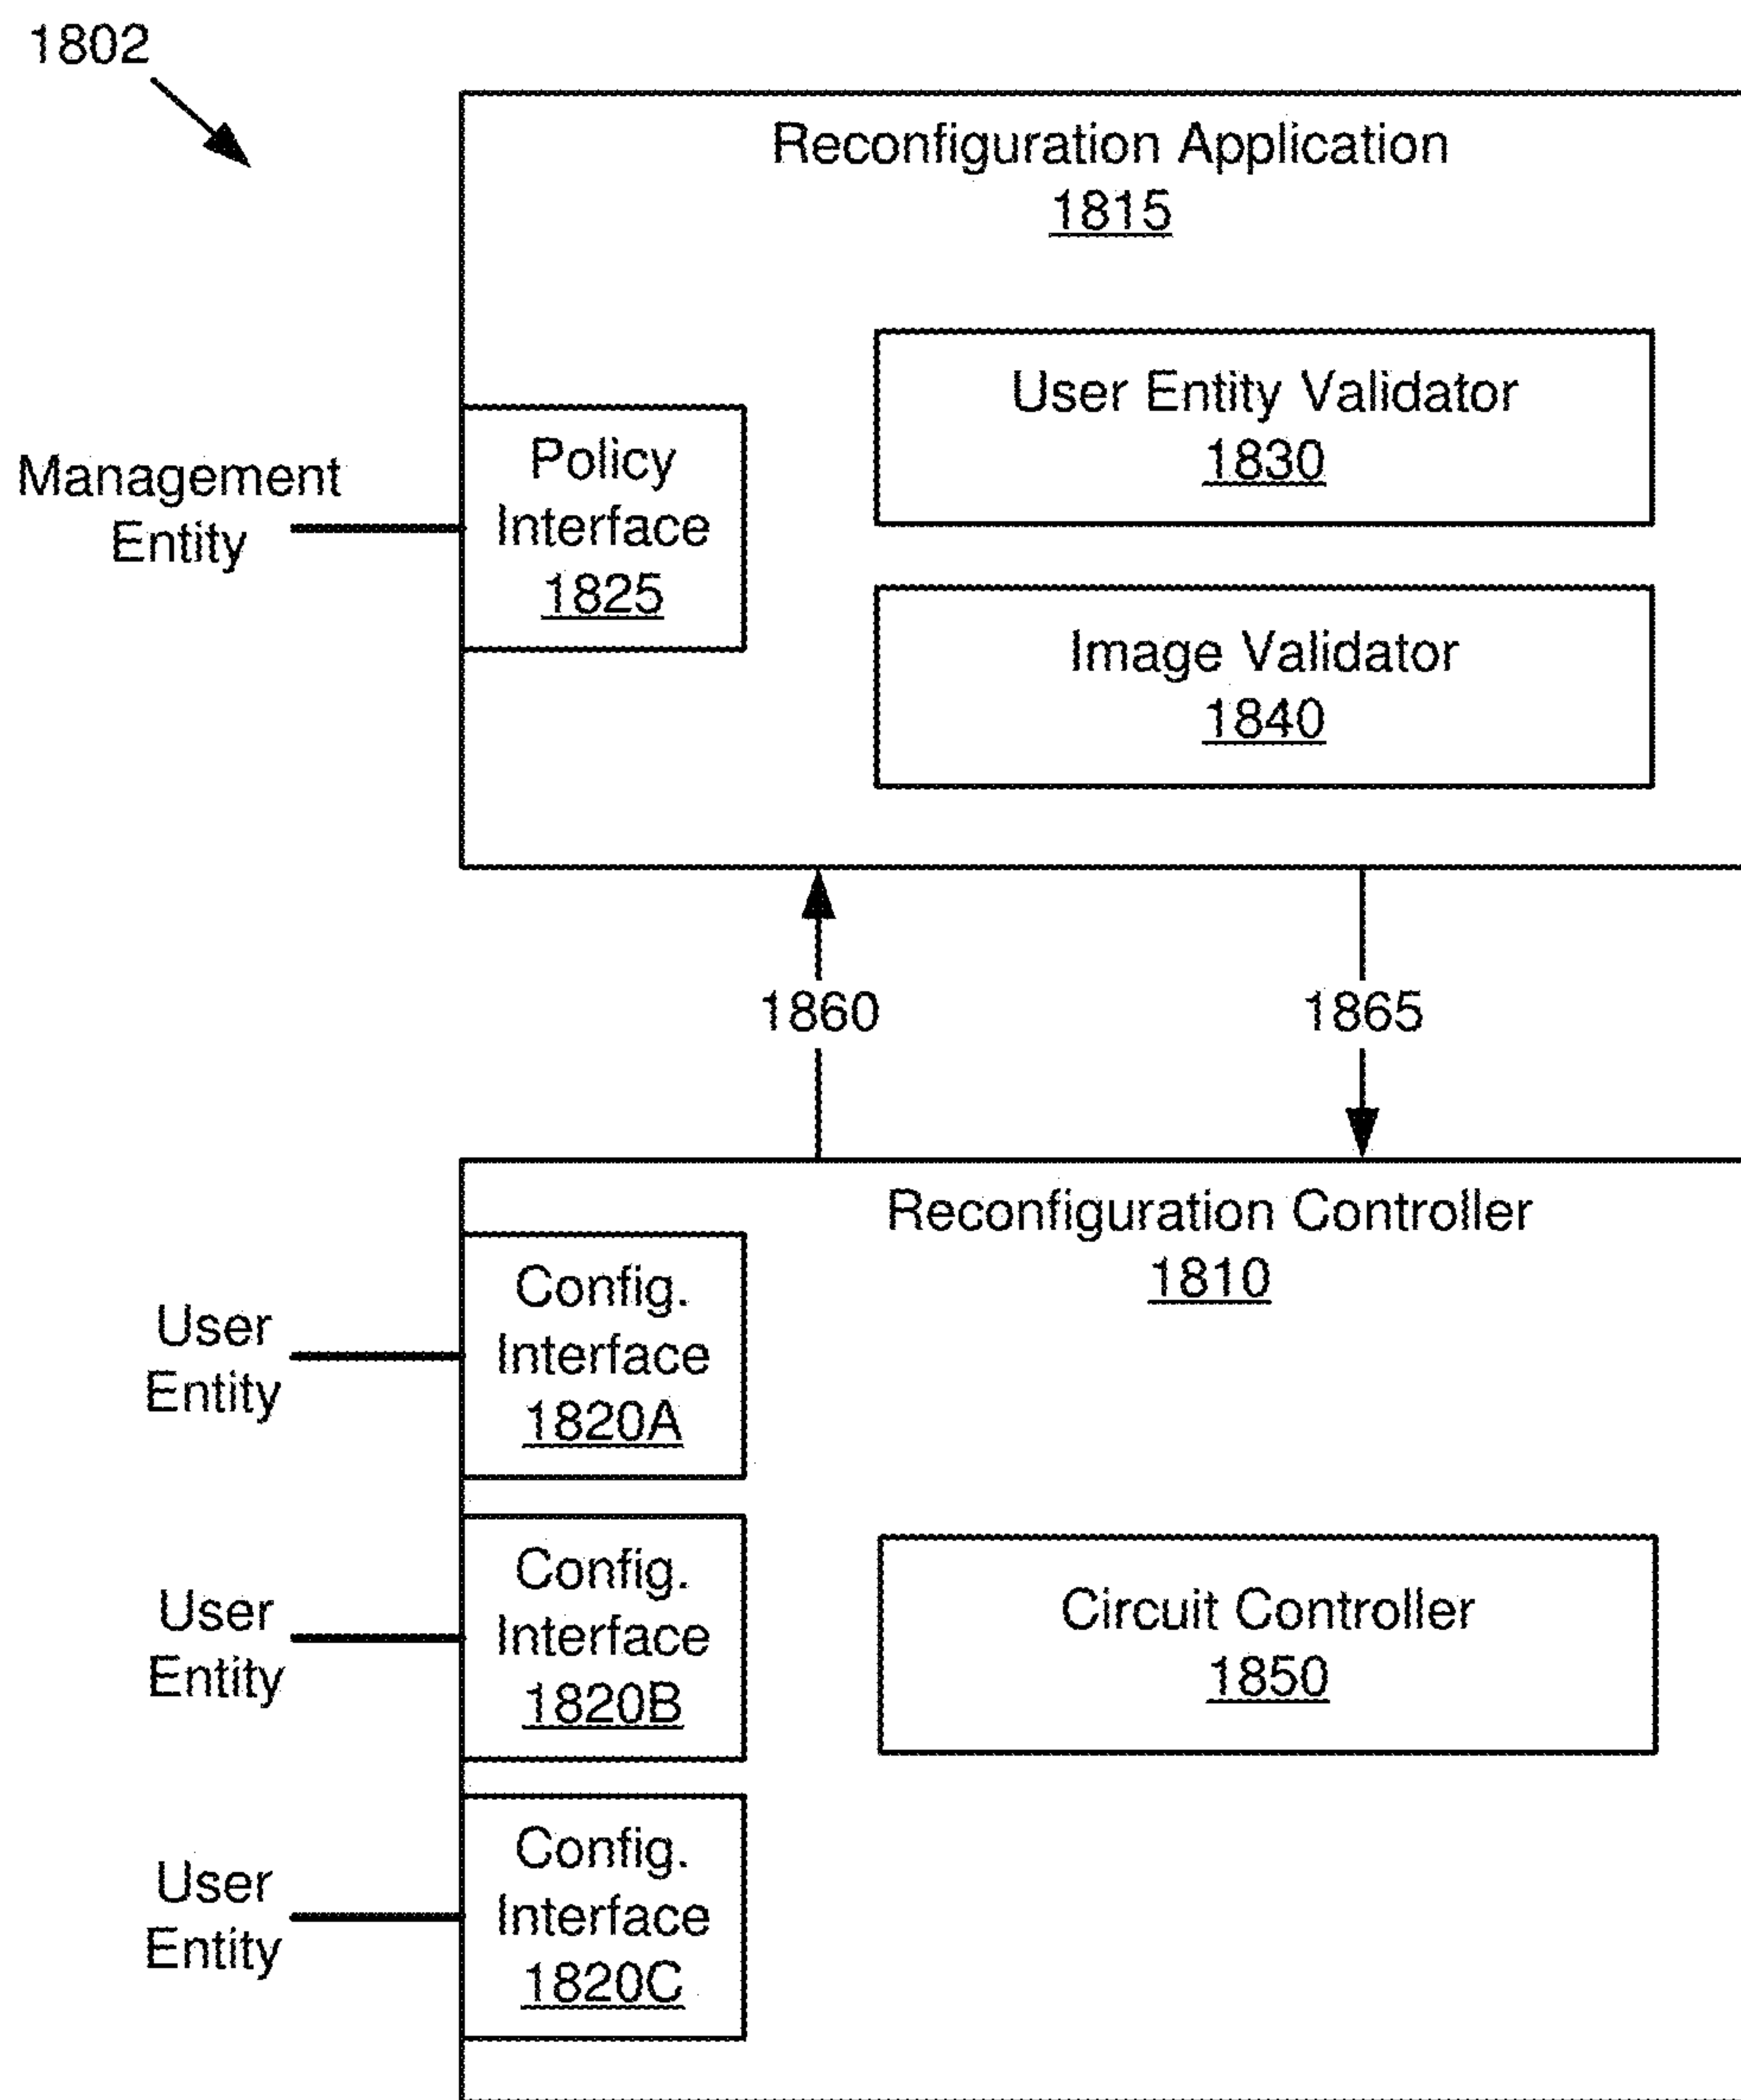 1802
Reconfiguration Application
1815
User Entity Validator
1830
Management
Entity
Policy
Interface
1825
Image Validator
1840
1860
1865
Reconfiguration Controller
1810
User
Entity
Config.
Interface
1820A
User
Entity
Config.
Interface
1820B
Circuit Controller
1850
User
Entity
Config.
Interface
1820C